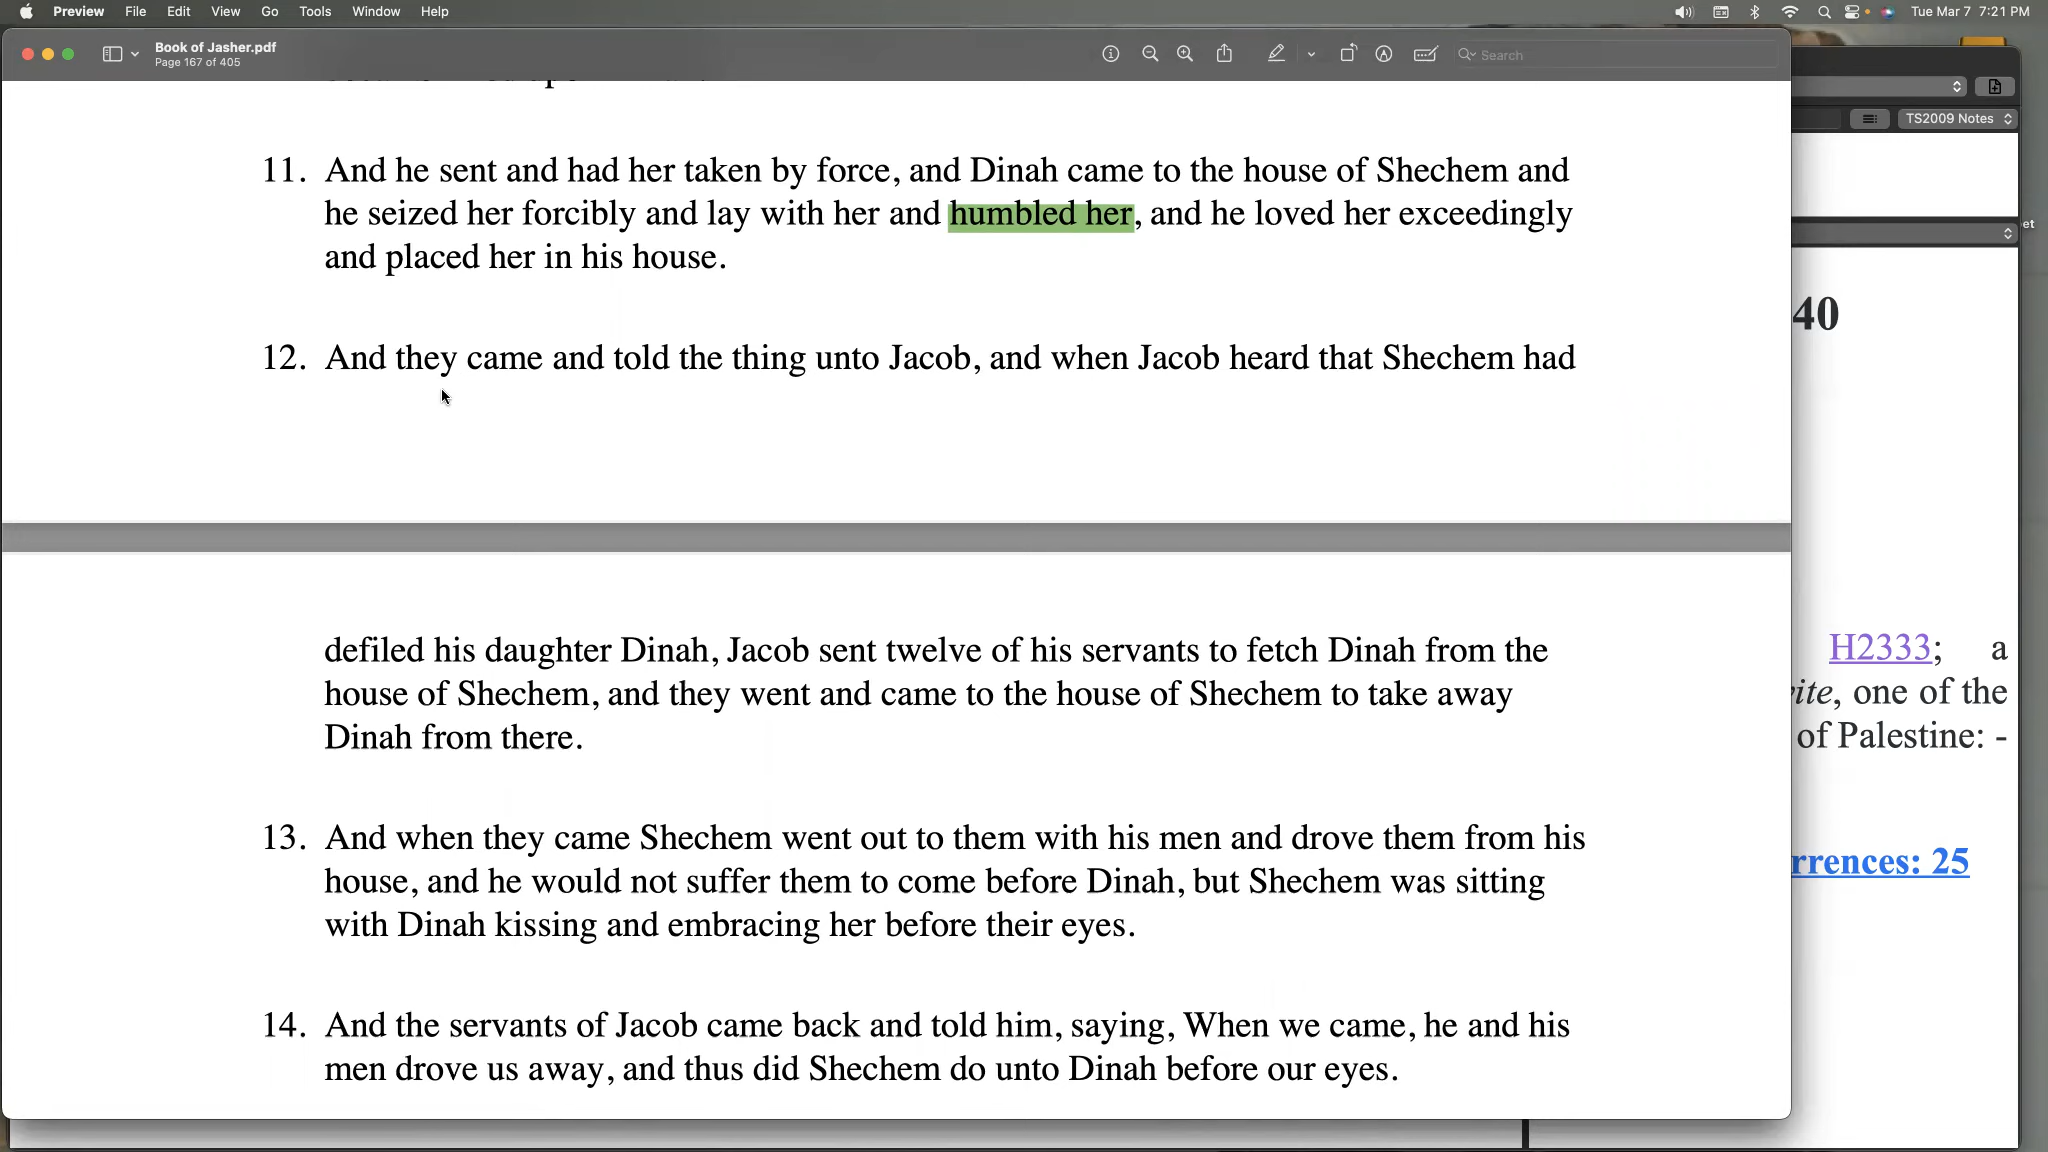 Preview File Edit View Go Tools Window Help
Tue Mar 7 7:21 PM
Book of Jasher.pdf
Page 167 of 405
Search
TS2009 Notes
11. And he sent and had her taken by force, and Dinah came to the house of Shechem and
he seized her forcibly and lay with her and humbled her, and he loved her exceedingly
and placed her in his house.
12. And they came and told the thing unto Jacob, and when Jacob heard that Shechem had
defiled his daughter Dinah, Jacob sent twelve of his servants to fetch Dinah from the
house of Shechem, and they went and came to the house of Shechem to take away
Dinah from there.
13. And when they came Shechem went out to them with his men and drove them from his
house, and he would not suffer them to come before Dinah, but Shechem was sitting
with Dinah kissing and embracing her before their eyes.
14. And the servants of Jacob came back and told him, saying, When we came, he and his
men drove us away, and thus did Shechem do unto Dinah before our eyes.
et
40
H2333; a
ite, one of the
of Palestine: -
rrences: 25